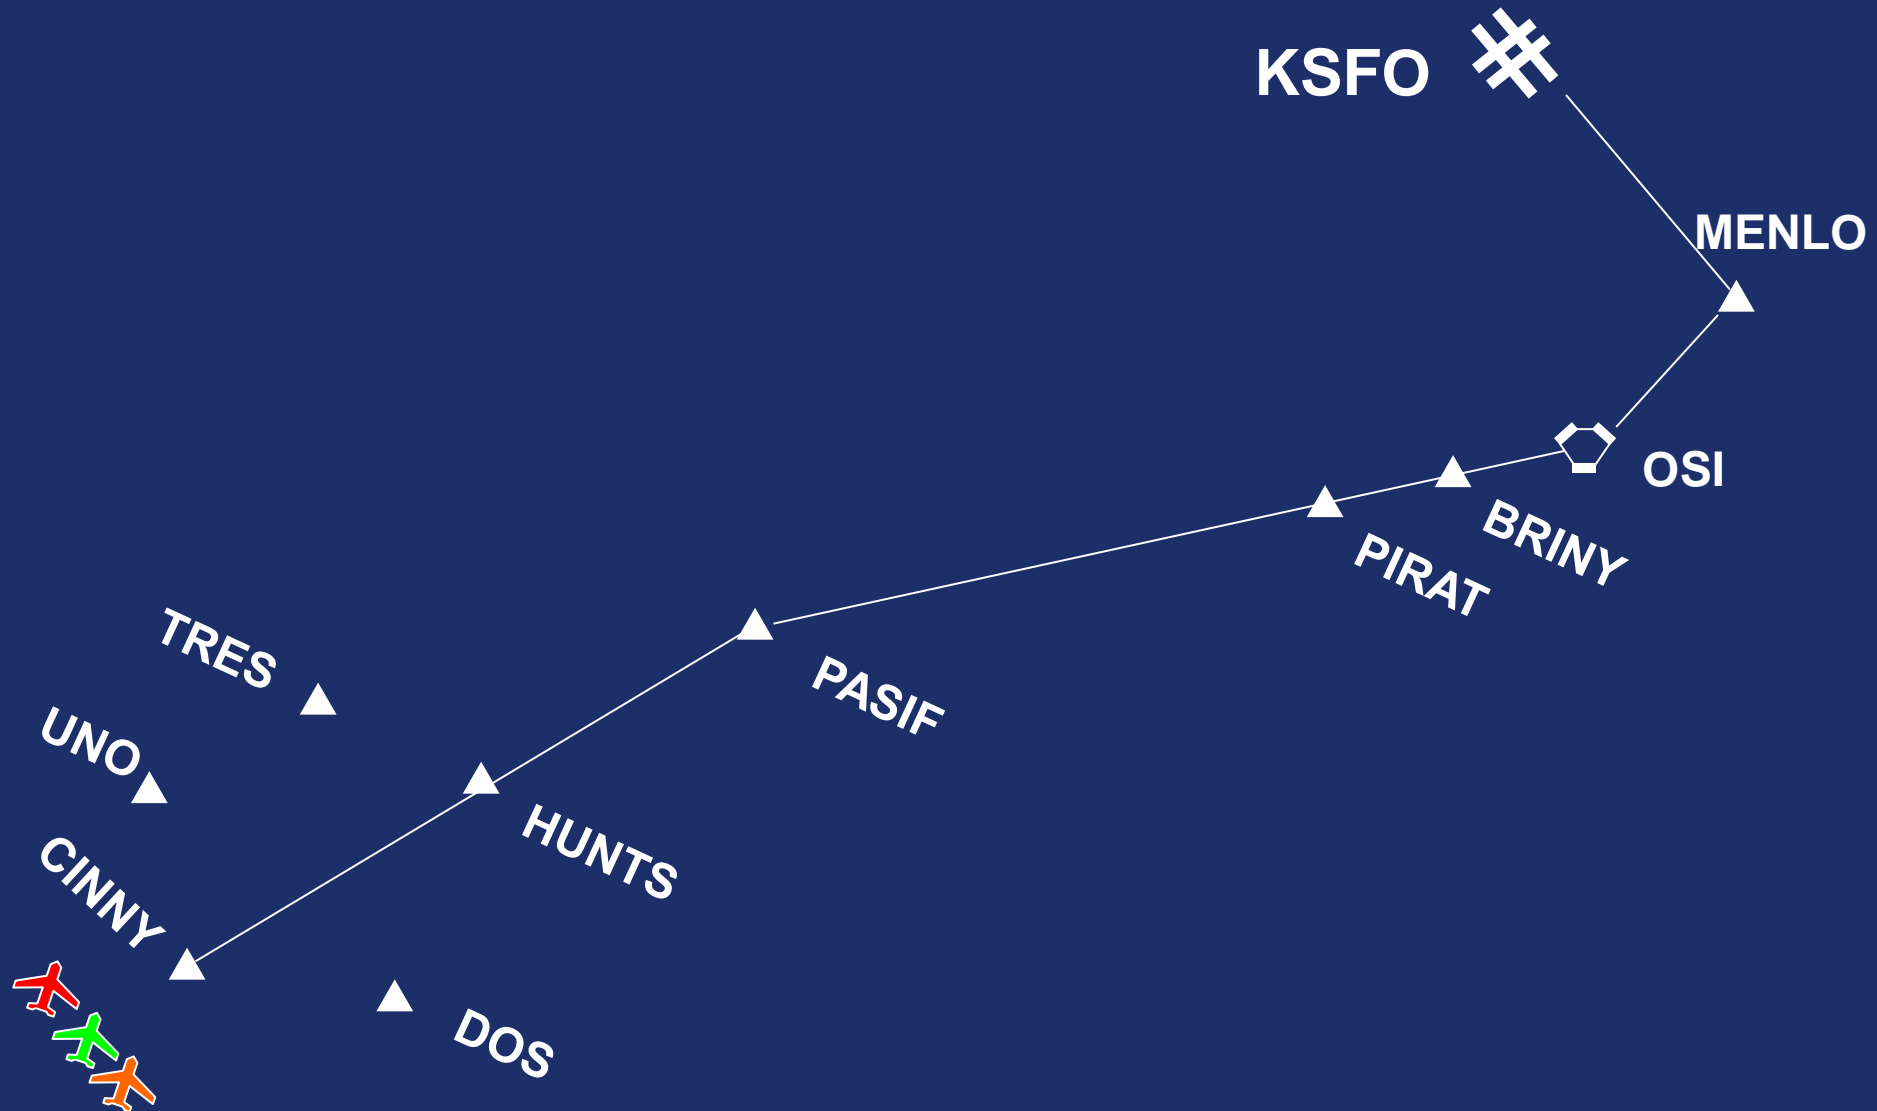 KSFO
MENLO
OSI
BRINY
PIRAT
TRES
PASIF
UNO
HUNTS
CINNY
DOS